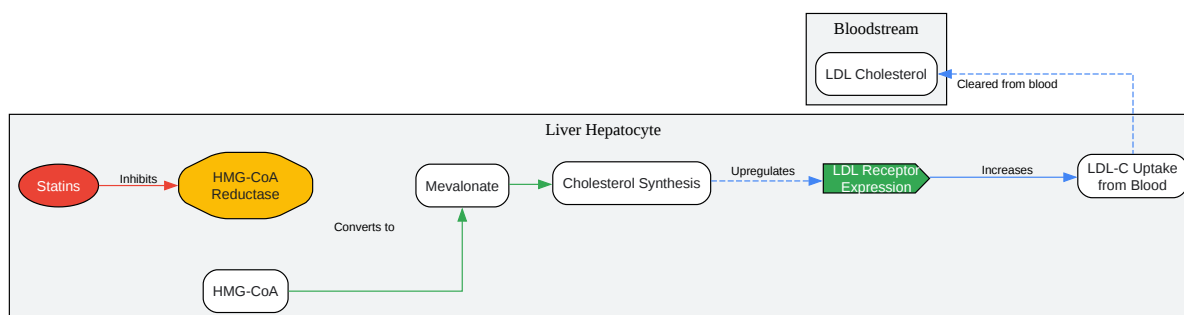 Bloodstream
LDL Cholesterol
Cleared from blood
Liver Hepatocyte
Statins
Inhibits
HMG-CoA
Reductase
Converts to
HMG-CoA
Mevalonate
Cholesterol Synthesis
Upregulates
LDL Receptor
Expression
Increases
LDL-C Uptake
from Blood